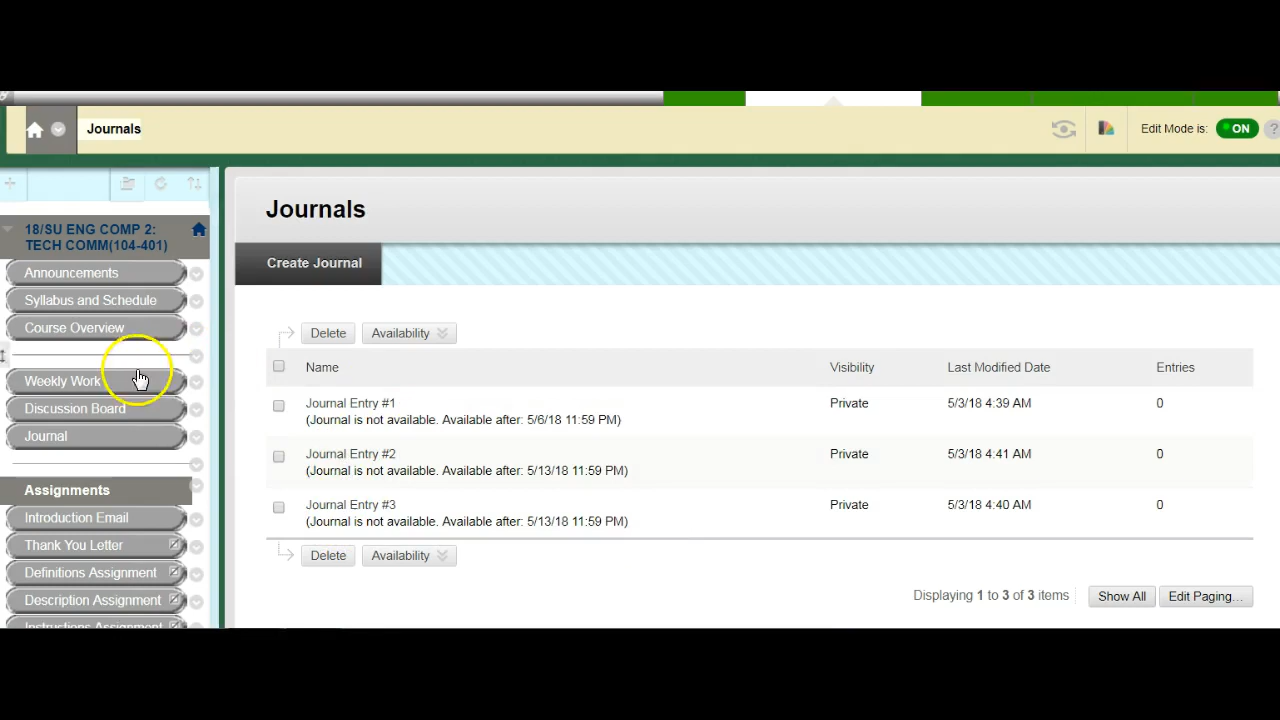 Journals
Edit Mode is:
ON
?
18/SU ENG COMP 2:
TECH COMM(104-401)
Announcements
Syllabus and Schedule
Course Overview
Weekly Work
Discussion Board
Journal
Assignments
Introduction Email
Thank You Letter
Definitions Assignment
Description Assignment
Instructions Assignment
Journals
Create Journal
Delete Availability
Name Visibility Last Modified Date Entries
Journal Entry #1 Private 5/3/18 4:39 AM 0
(Journal is not available. Available after: 5/6/18 11:59 PM)
Journal Entry #2 Private 5/3/18 4:41 AM 0
(Journal is not available. Available after: 5/13/18 11:59 PM)
Journal Entry #3 Private 5/3/18 4:40 AM 0
(Journal is not available. Available after: 5/13/18 11:59 PM)
Delete Availability
Displaying 1 to 3 of 3 items Show All Edit Paging...